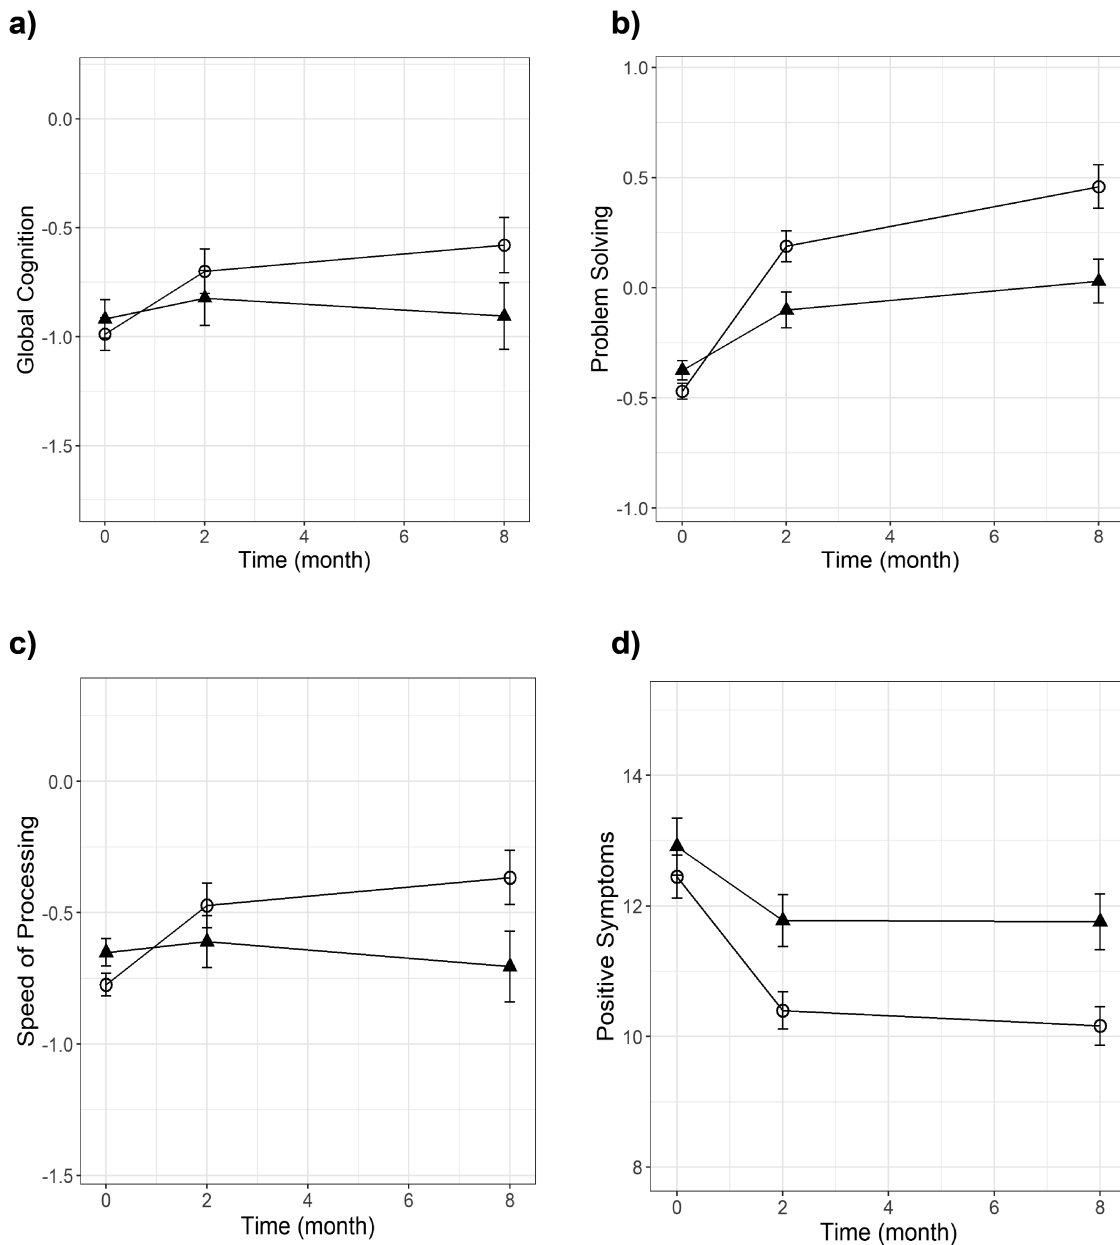 a)
0.0
-0.5
-1.0
-1.5
Global Cognition
0 2 4 6 8
Time (month)
b)
1.0
0.5
0.0
-0.5
-1.0
Problem Solving
0 2 4 6 8
Time (month)
c)
0.0
-0.5
-1.0
-1.5
Speed of Processing
0 2 4 6 8
Time (month)
d)
14
12
10
8
Positive Symptoms
0 2 4 6 8
Time (month)